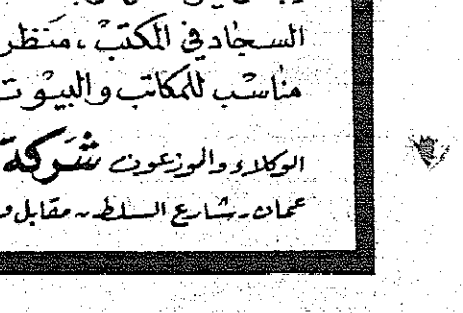 السجاد في المكتب ، منظر
مناسب للمكاتب والبيوت
الوكلاء والموزعون شركة
عمان - شارع السلط - مقابل